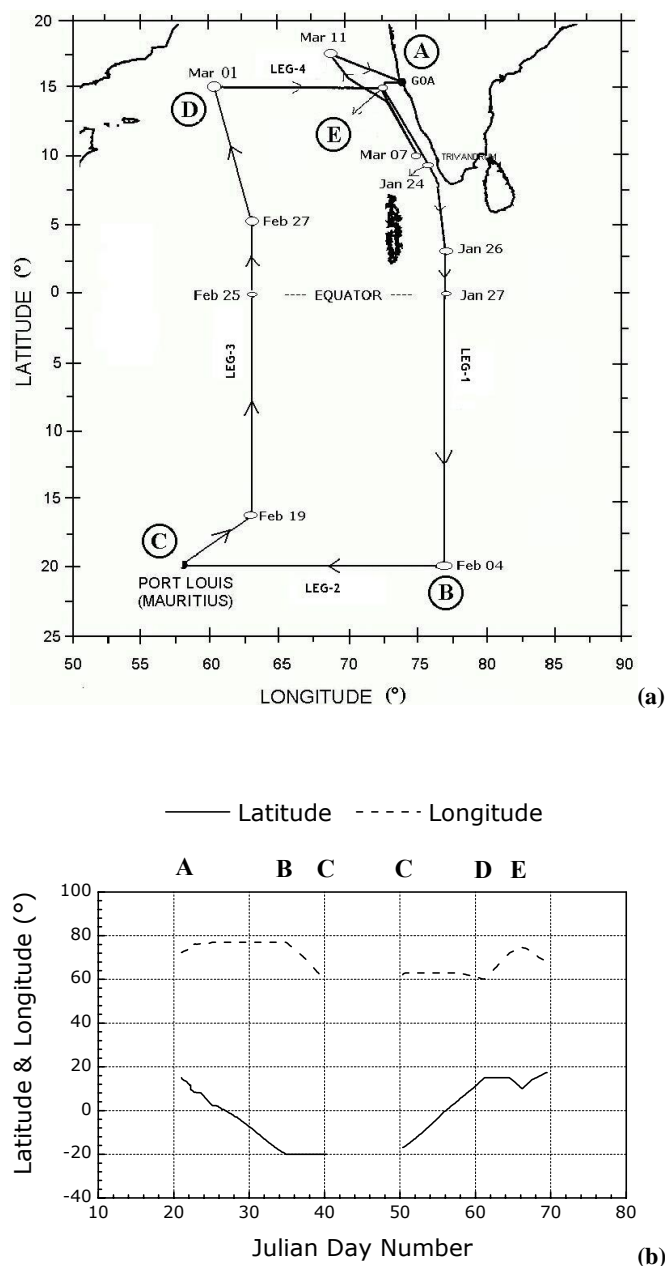 20
Mar 11
A
Mar 01
LEG-4
GOA
15
D
E
TRIVANDRUM
10
Mar 07
Jan 24
5
Feb 27
Jan 26
0
Feb 25
EQUATOR
Jan 27
LATITUDE (°)
LEG-3
LEG-1
5
10
15
Feb 19
C
20
Feb 04
PORT LOUIS
(MAURITIUS)
LEG-2
B
25
50 55 60 65 70 75 80 85 90
LONGITUDE (°)
(a)
Latitude Longitude
A B C C D E
100
80
60
40
20
0
-20
-40
Latitude & Longitude (°)
10 20 30 40 50 60 70 80
Julian Day Number
(b)